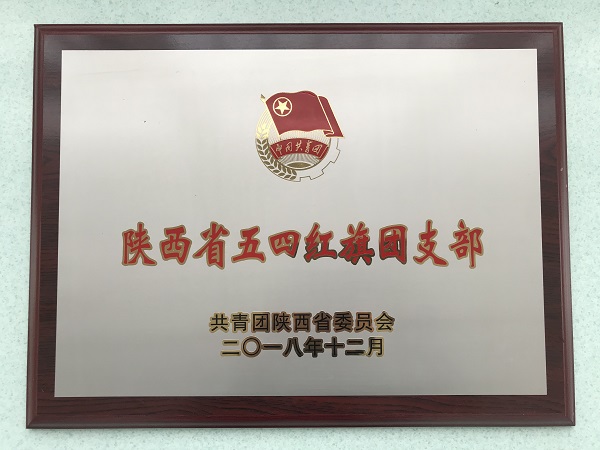 中国共青团
陕西省五四红旗团支部
共青团陕西省委员会
二〇一八年十二月